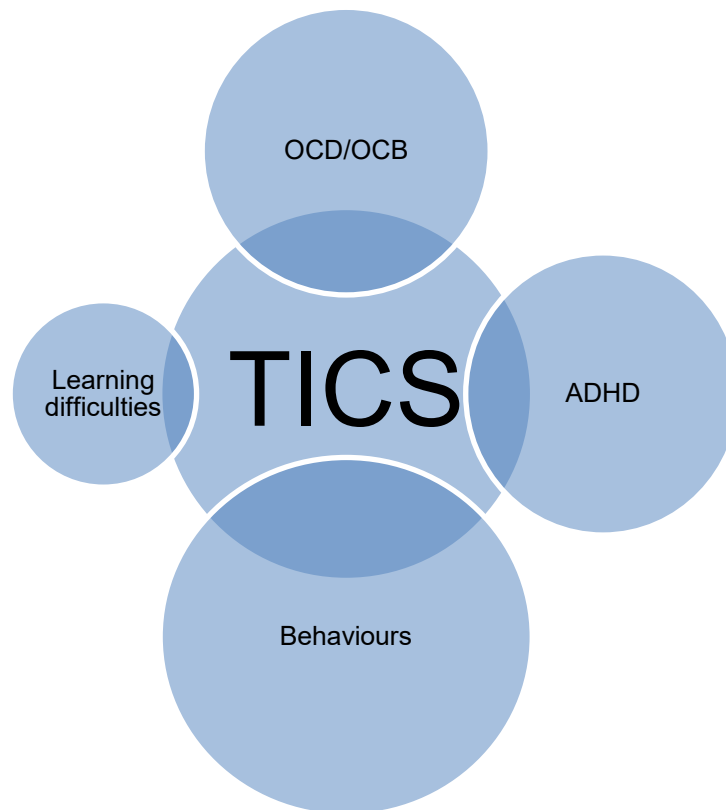 OCD/OCB
TICS
Learning
difficulties
ADHD
Behaviours